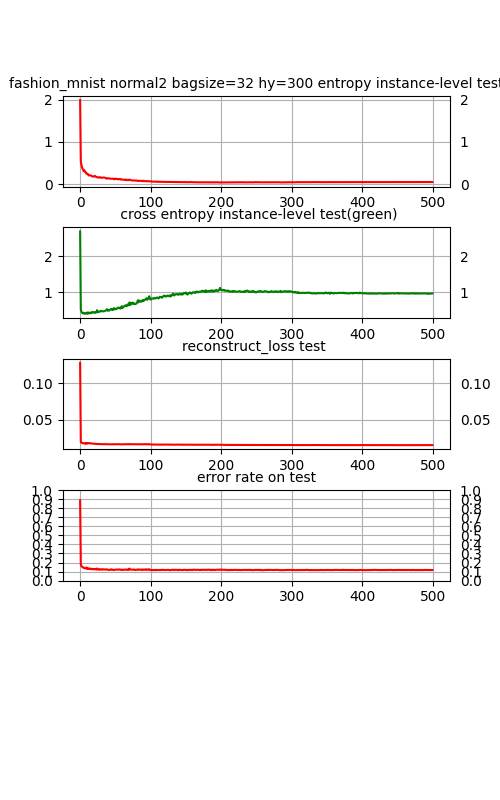 fashion_mnist normal2 bagsize=32 hy=300 entropy instance-level test
2 2
1 1
0 0
0 100 200 300 400 500
cross entropy instance-level test(green)
2 2
1 1
0 100 200 300 400 500
reconstruct_loss test
0.10 0.10
0.05 0.05
0 100 200 300 400 500
error rate on test
1.0 1.0
0.9 0.9
0.8 0.8
0.7 0.7
0.6 0.6
0.5 0.5
0.4 0.4
0.3 0.3
0.2 0.2
0.1 0.1
0.0 0.0
0 100 200 300 400 500